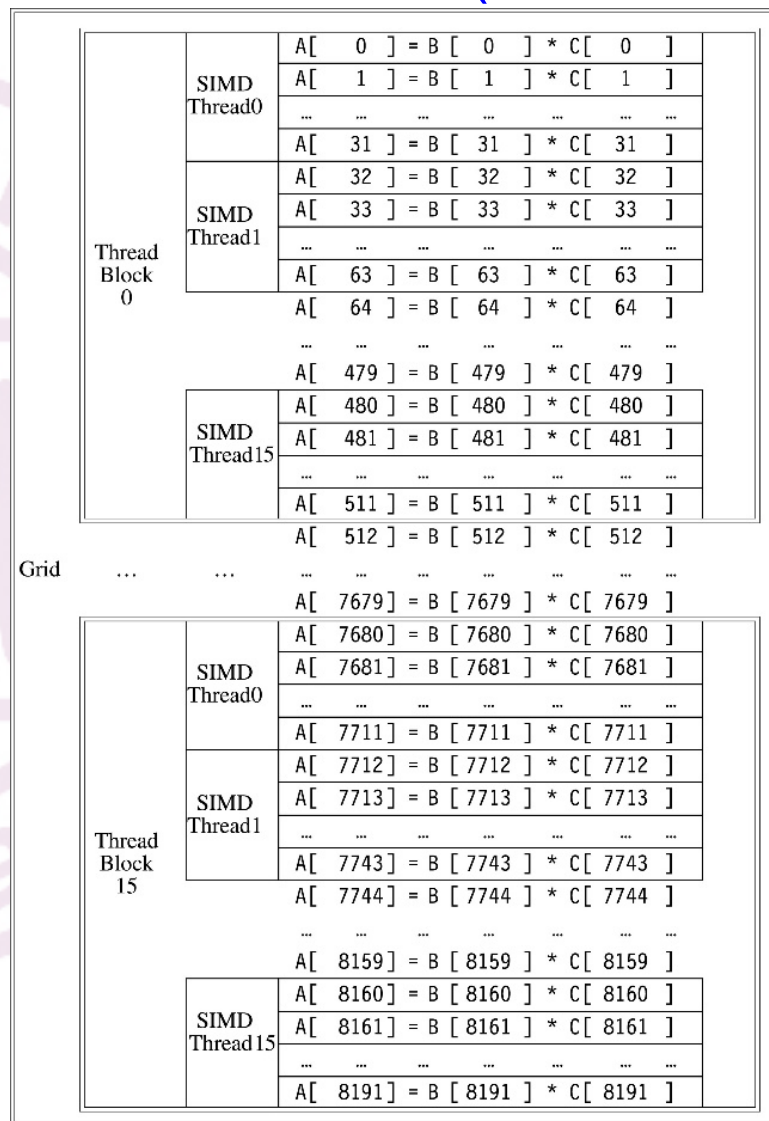 A[ 0 ] = B [ 0 ] * C[ 0 ]
SIMD Thread0
A[ 1 ] = B [ 1 ] * C[ 1 ]
... ... ... ... ... ... ...
A[ 31 ] = B [ 31 ] * C[ 31 ]
A[ 32 ] = B [ 32 ] * C[ 32 ]
SIMD Thread1
A[ 33 ] = B [ 33 ] * C[ 33 ]
... ... ... ... ... ... ...
Thread Block 0
A[ 63 ] = B [ 63 ] * C[ 63 ]
A[ 64 ] = B [ 64 ] * C[ 64 ]
... ... ... ... ... ... ...
A[ 479 ] = B [ 479 ] * C[ 479 ]
A[ 480 ] = B [ 480 ] * C[ 480 ]
SIMD Thread15
A[ 481 ] = B [ 481 ] * C[ 481 ]
... ... ... ... ... ... ...
A[ 511 ] = B [ 511 ] * C[ 511 ]
A[ 512 ] = B [ 512 ] * C[ 512 ]
Grid ... ... ... ... ... ... ... ... ...
A[ 7679 ] = B [ 7679 ] * C[ 7679 ]
A[ 7680 ] = B [ 7680 ] * C[ 7680 ]
SIMD Thread0
A[ 7681 ] = B [ 7681 ] * C[ 7681 ]
... ... ... ... ... ... ...
A[ 7711 ] = B [ 7711 ] * C[ 7711 ]
A[ 7712 ] = B [ 7712 ] * C[ 7712 ]
SIMD Thread1
A[ 7713 ] = B [ 7713 ] * C[ 7713 ]
... ... ... ... ... ... ...
Thread Block 15
A[ 7743 ] = B [ 7743 ] * C[ 7743 ]
A[ 7744 ] = B [ 7744 ] * C[ 7744 ]
... ... ... ... ... ... ...
A[ 8159 ] = B [ 8159 ] * C[ 8159 ]
A[ 8160 ] = B [ 8160 ] * C[ 8160 ]
SIMD Thread15
A[ 8161 ] = B [ 8161 ] * C[ 8161 ]
... ... ... ... ... ... ...
A[ 8191 ] = B [ 8191 ] * C[ 8191 ]